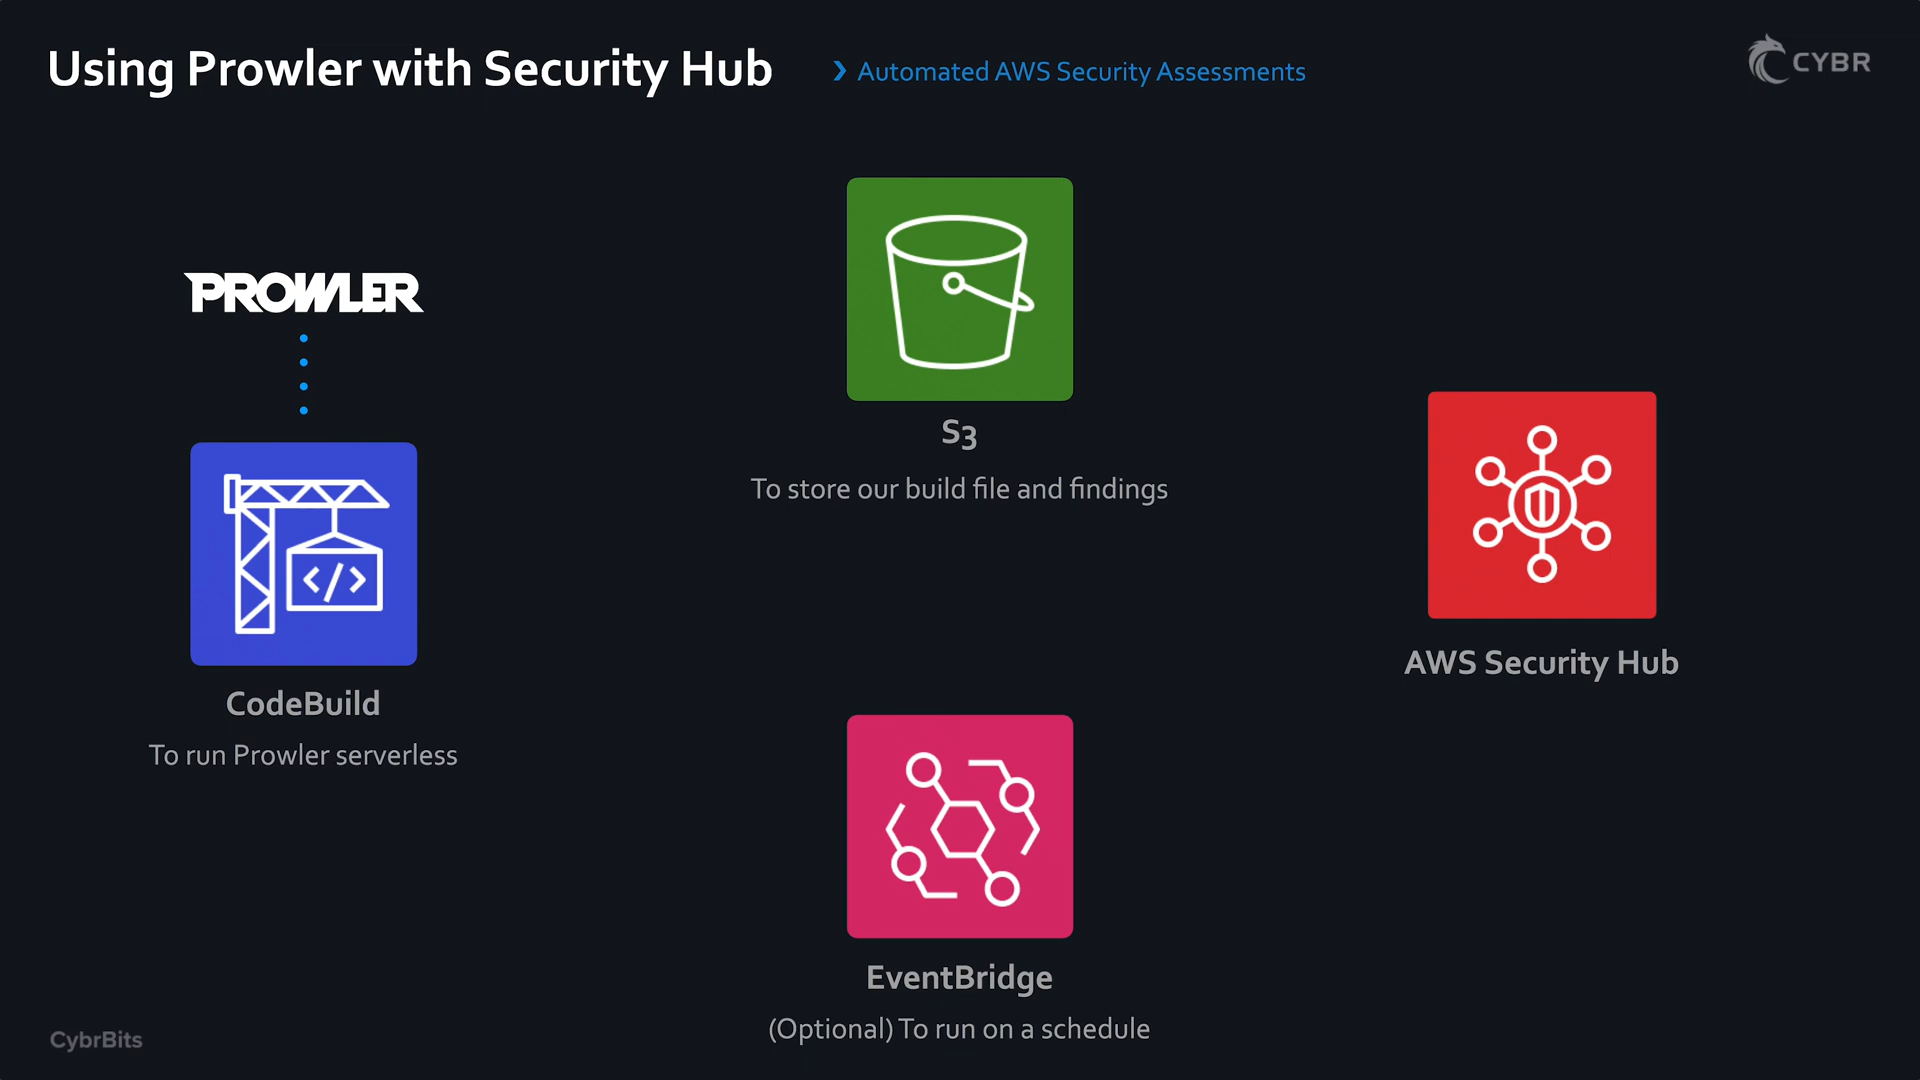 Using Prowler with Security Hub
› Automated AWS Security Assessments
CYBR
PROWLER
S3
To store our build file and findings
</>
AWS Security Hub
CodeBuild
To run Prowler serverless
EventBridge
(Optional) To run on a schedule
CybrBits